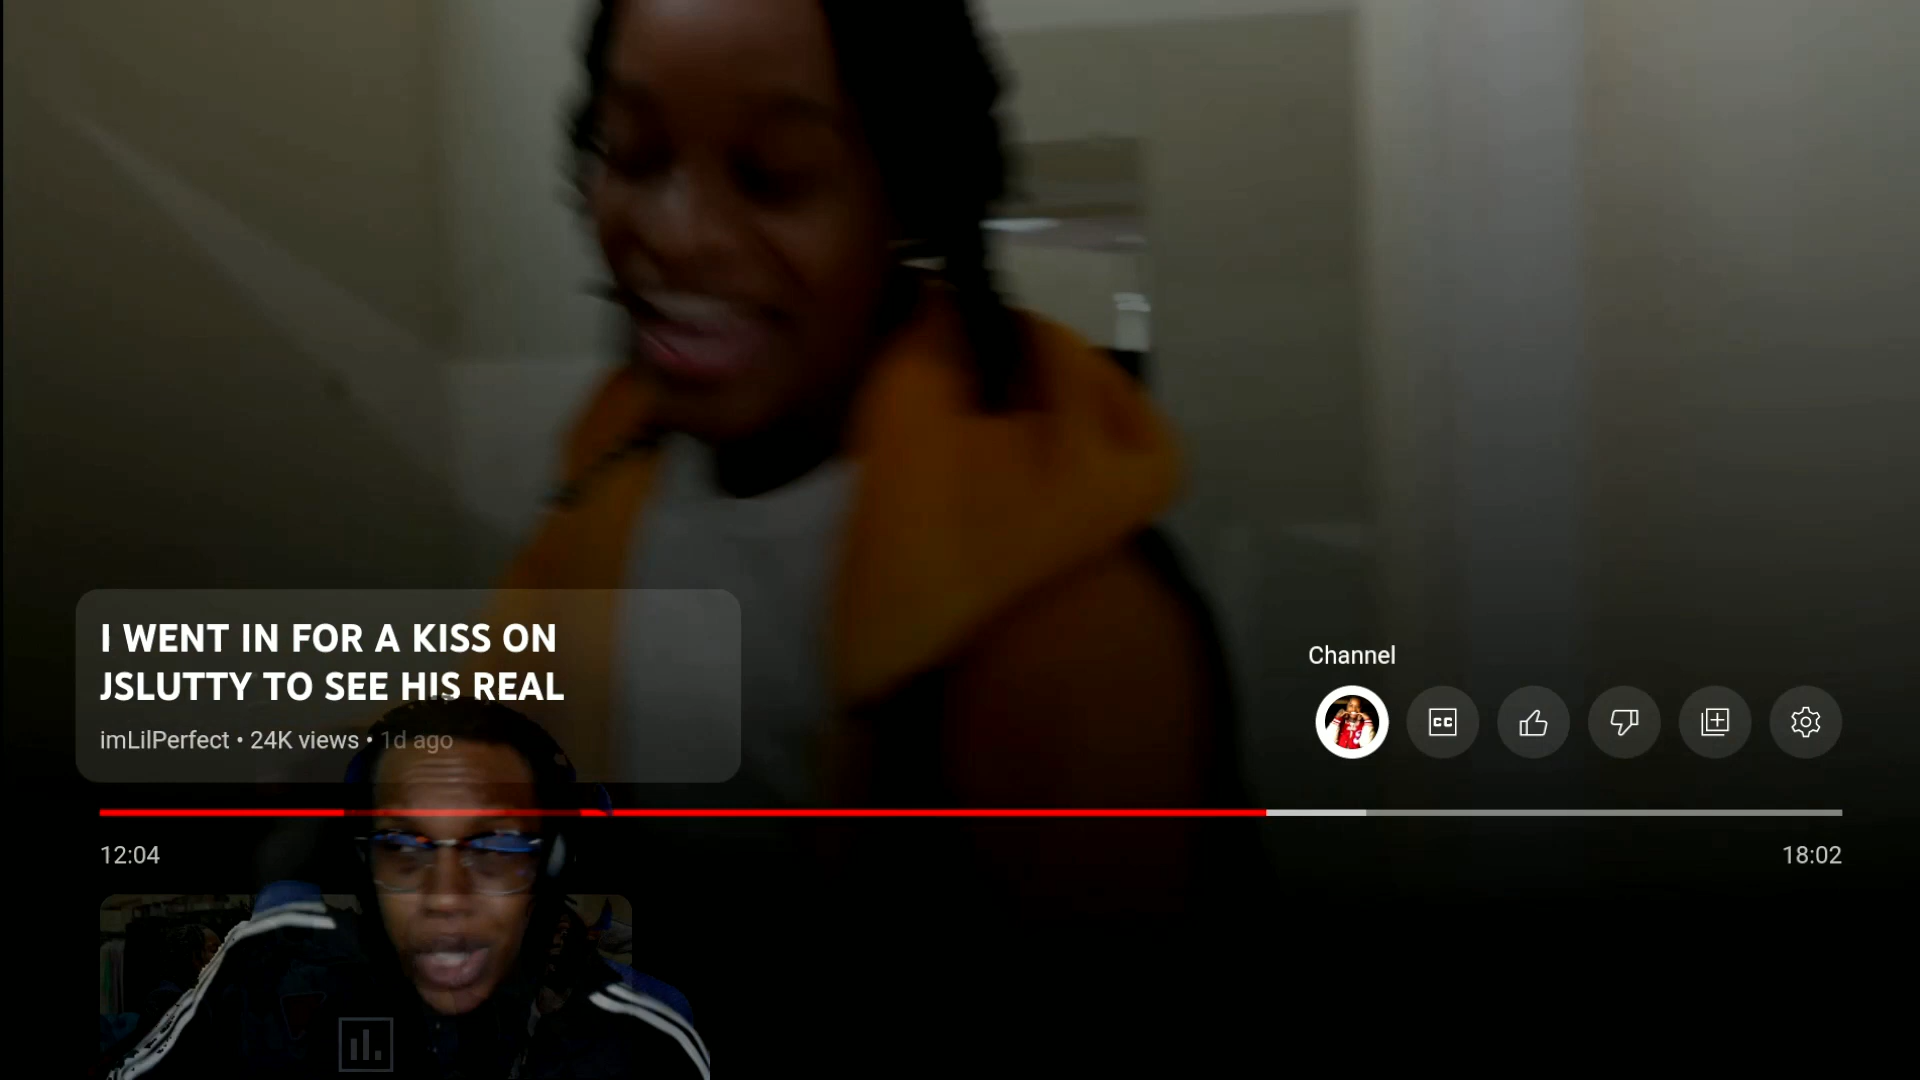 I WENT IN FOR A KISS ON
JSLUTTY TO SEE HIS REAL
imLilPerfect • 24K views • 1d ago
Channel
CC
12:04
18:02